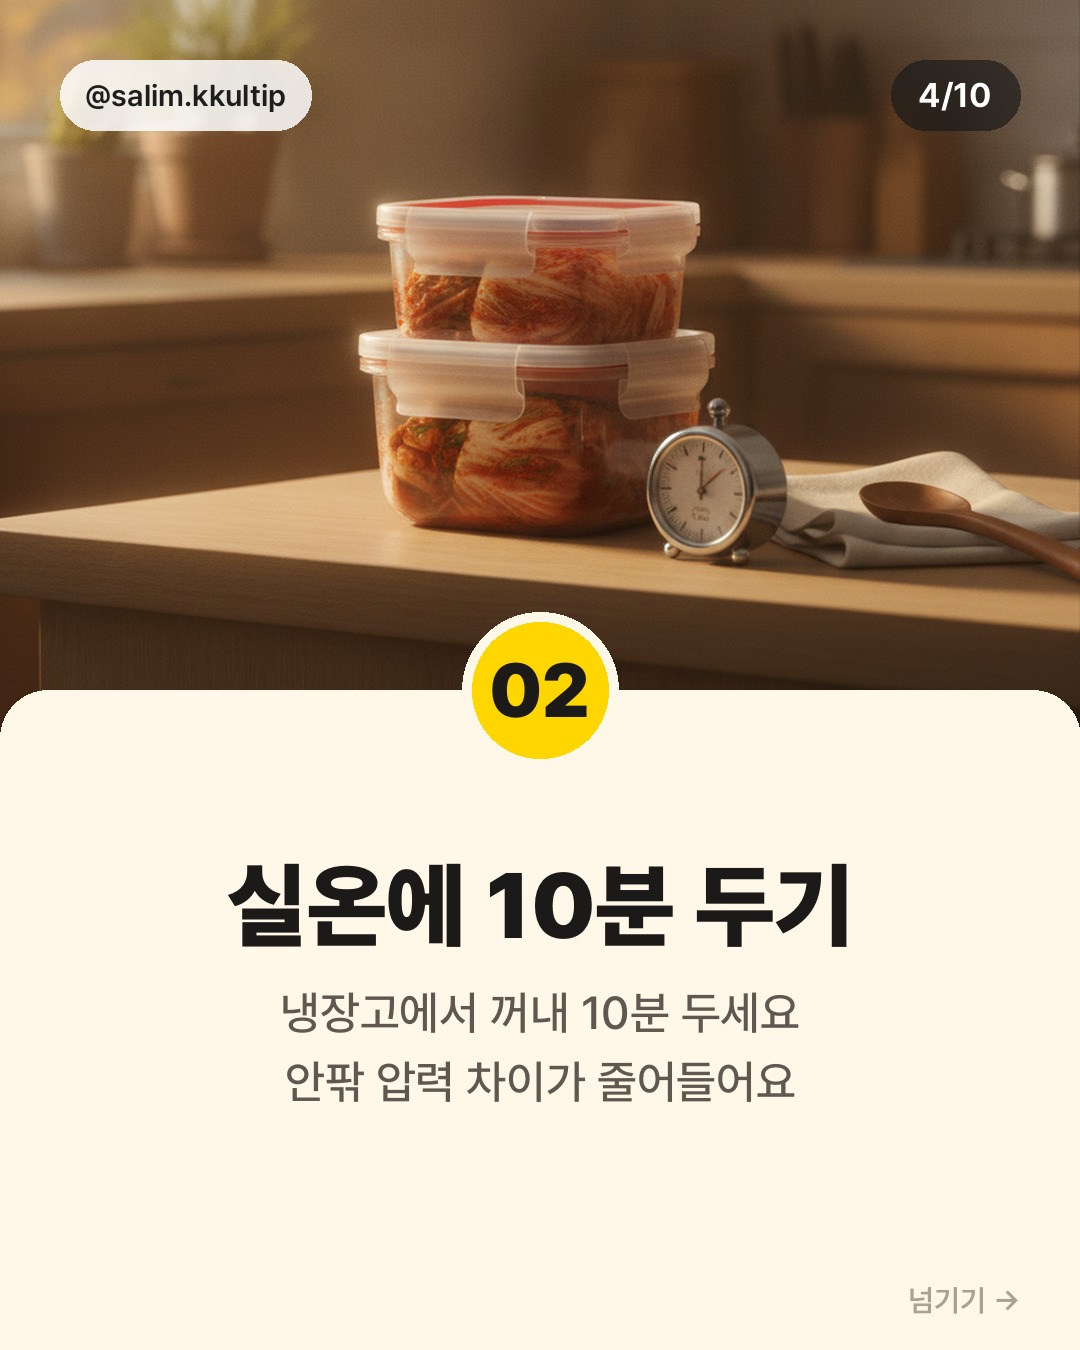 @salim.kkultip
4/10
02
실온에 10분 두기
냉장고에서 꺼내 10분 두세요
안팎 압력 차이가 줄어들어요
넘기기 →